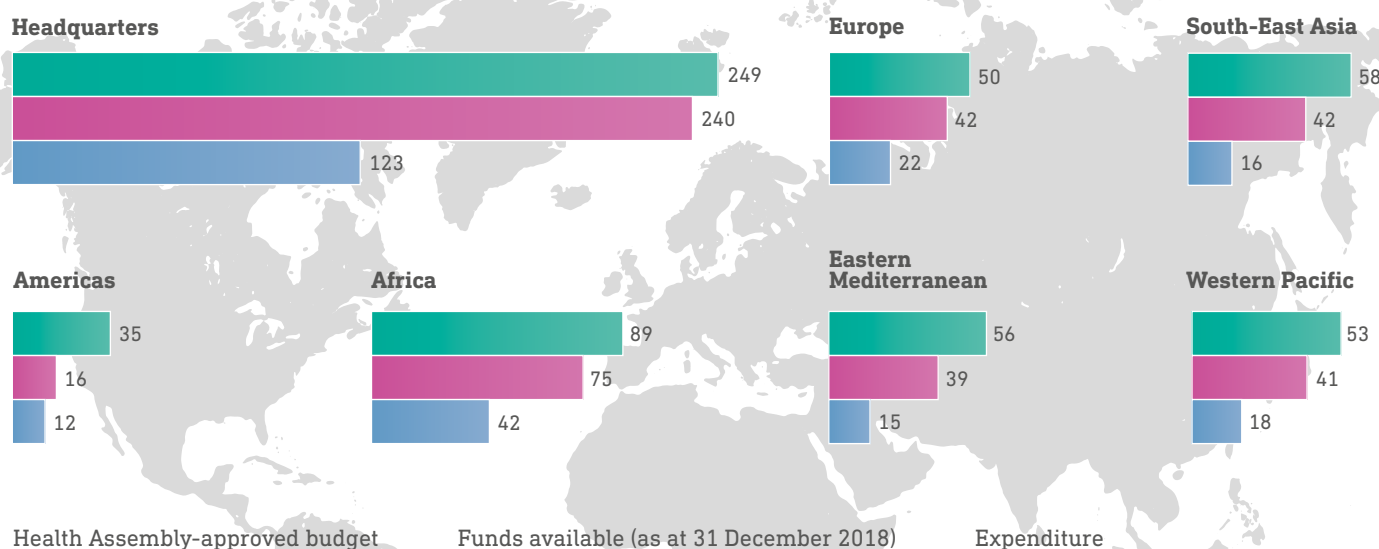 Headquarters
249
240
123
Europe
50
42
22
South-East Asia
58
42
16
Americas
35
16
12
Africa
89
75
42
Eastern
Mediterranean
56
39
15
Western Pacific
53
41
18
Health Assembly-approved budget
Funds available (as at 31 December 2018)
Expenditure